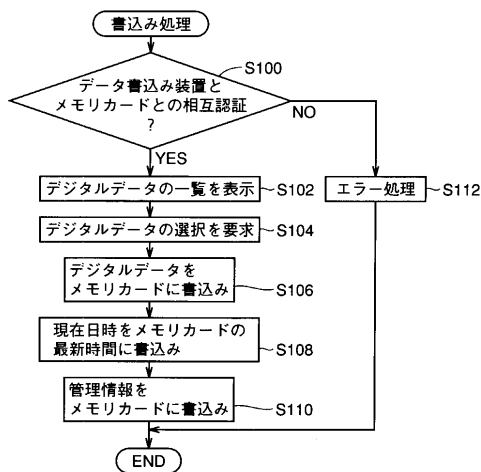 書込み処理
S100
データ書込み装置と
メモリカードとの相互認証
?
NO
YES
デジタルデータの一覧を表示
S102
エラー処理
S112
デジタルデータの選択を要求
S104
デジタルデータを
メモリカードに書込み
S106
現在日時をメモリカードの
最新時間に書込み
S108
管理情報を
メモリカードに書込み
S110
END